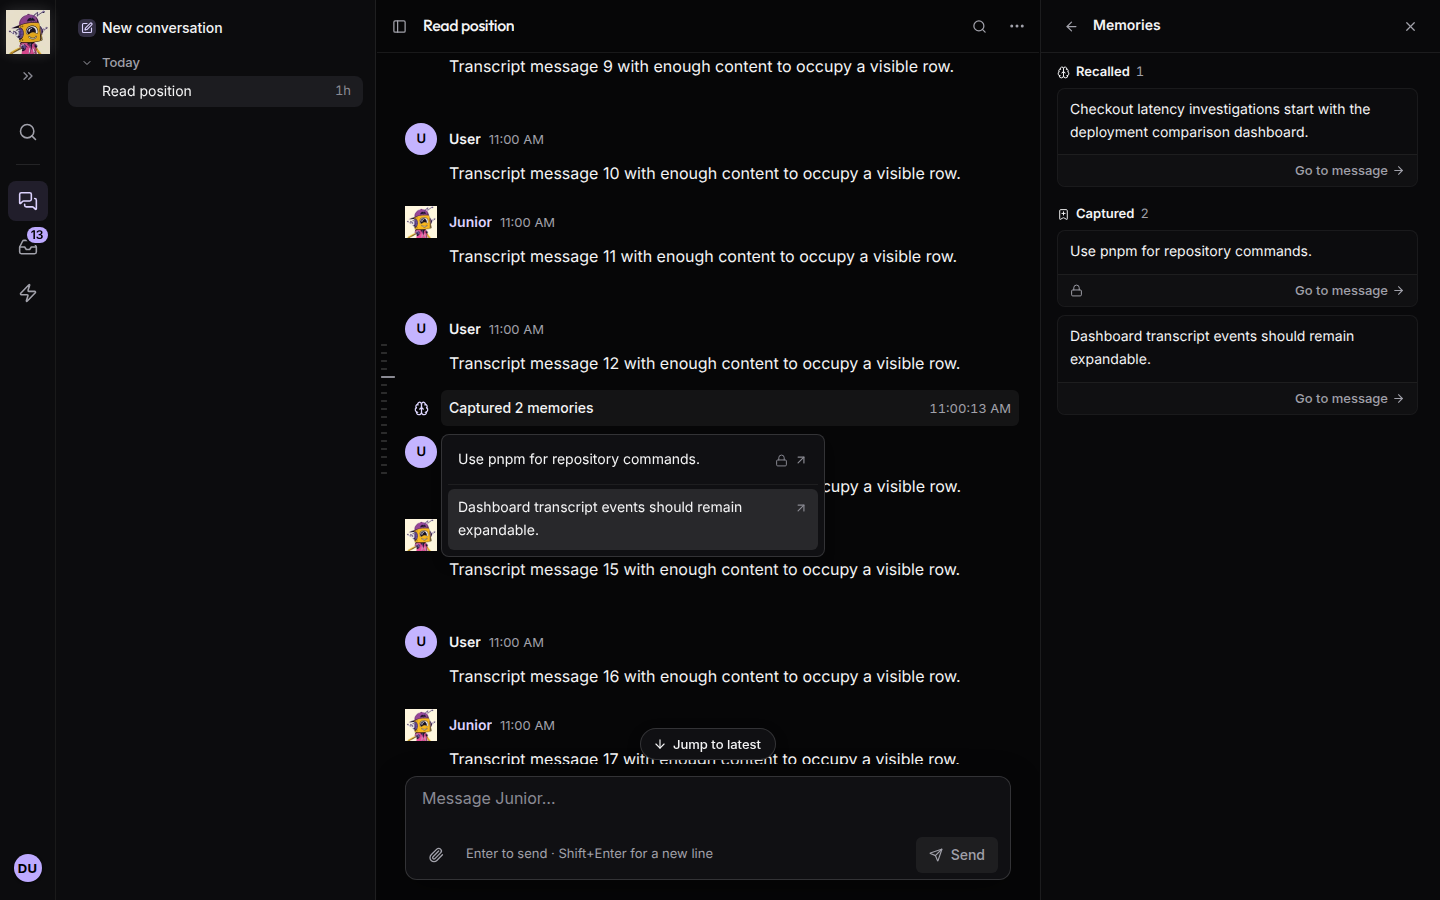 New conversation
Today
Read position 1h
13
DU
Read position
Transcript message 9 with enough content to occupy a visible row.
U User 11:00 AM
Transcript message 10 with enough content to occupy a visible row.
Junior 11:00 AM
Transcript message 11 with enough content to occupy a visible row.
U User 11:00 AM
Transcript message 12 with enough content to occupy a visible row.
Captured 2 memories 11:00:13 AM
U
Use pnpm for repository commands.
cupy a visible row.
Dashboard transcript events should remain
expandable.
Transcript message 15 with enough content to occupy a visible row.
U User 11:00 AM
Transcript message 16 with enough content to occupy a visible row.
Junior 11:00 AM
Jump to latest
Transcript message 17 with enough content to occupy a visible row.
Message Junior...
Enter to send · Shift+Enter for a new line
Send
Memories
Recalled 1
Checkout latency investigations start with the
deployment comparison dashboard.
Go to message
Captured 2
Use pnpm for repository commands.
Go to message
Dashboard transcript events should remain
expandable.
Go to message